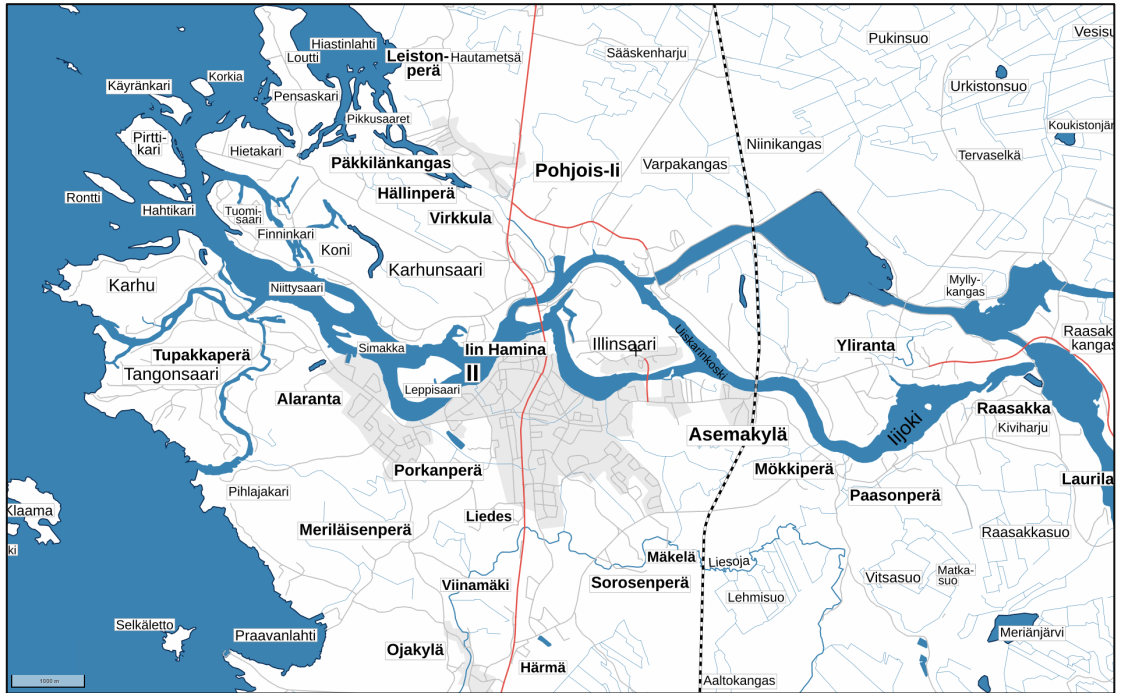 Pukinsuo
Vesisu
Hiastinlahti
Loutti
Leiston-
perä
Hautametsä
Sääskenharju
Korkia
Käyränkari
Urkistonsuo
Pensaskari
Pikkusaaret
Koukistonjär
Pirtti-
kari
Hietakari
Niinikangas
Tervaselkä
Päkkilänkangas
Pohjois-Ii
Varpakangas
Rontti
Hällinperä
Hahtikari
Tuomi-
saari
Virkkula
Finninkari
Koni
Karhunsaari
Karhu
Niittysaari
Mylly-
kangas
Uiskarinkoski
Raasak
kangas
Simakka
Iin Hamina
Illinsaari
Yliranta
Tupakkaperä
Tangonsaari
II
Leppisaari
Alaranta
Raasakka
Kiviharju
Iijoki
Asemakylä
Porkanperä
Mökkiperä
Laurila
Pihlajakari
Paasonperä
Klaama
Liedes
Meriläisenperä
Raasakkasuo
ki
Mäkelä
Liesoja
Viinamäki
Sorosenperä
Vitsasuo
Matka-
suo
Lehmisuo
Selkäletto
Praavanlahti
Meriänjärvi
Ojakylä
Härmä
Aaltokangas
1000 m